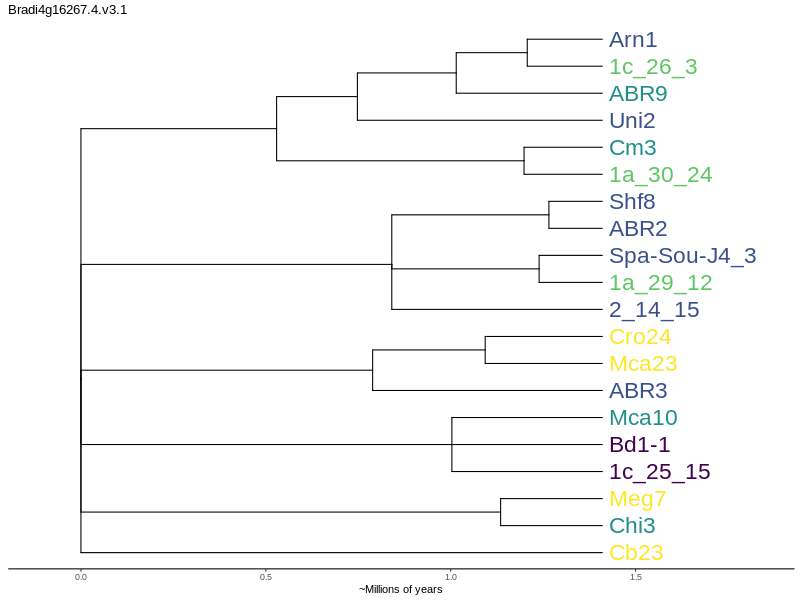 Bradi4g16267.4.v3.1
Arn1
1c_26_3
ABR9
Uni2
Cm3
1a_30_24
Shf8
ABR2
Spa-Sou-J4_3
1a_29_12
2_14_15
Cro24
Mca23
ABR3
Mca10
Bd1-1
1c_25_15
Meg7
Chi3
Cb23
0.0 0.5 1.0 1.5
~Millions of years